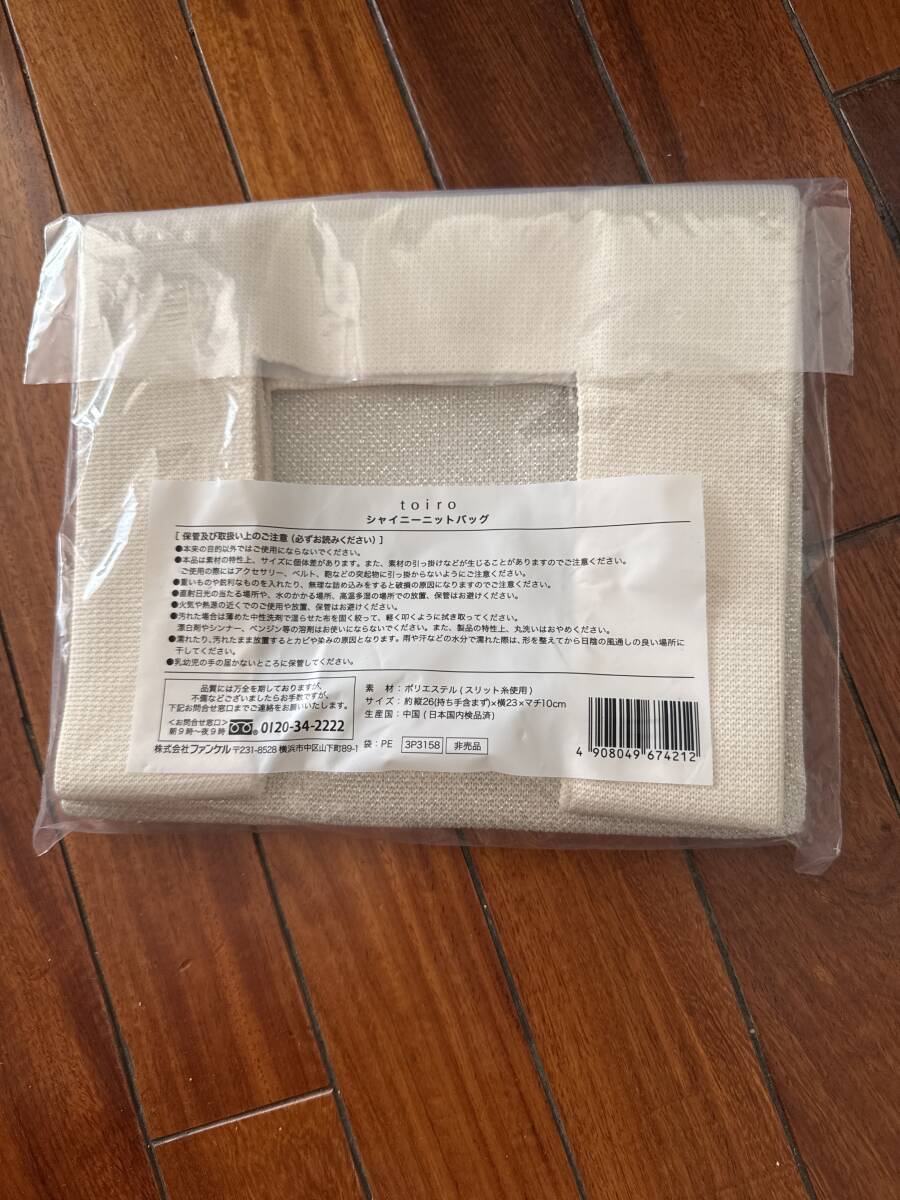 toiro
シャイニーニットバッグ
[ 保管及び取扱い上のご注意 (必ずお読みください) ]
●本来の目的以外ではご使用にならないでください。
●本品は素材の特性上、サイズに個体差があります。また、素材の引っ掛けなどが生じることがありますのでご注意ください。
ご使用の際にはアクセサリー、ベルト、鞄などの突起物に引っ掛からないようにご注意ください。
●重いものや鋭利なものを入れたり、無理な詰め込みをすると破損の原因になりますのでご注意ください。
●直射日光の当たる場所や、水のかかる場所、高温多湿の場所での放置、保管はお避けください。
●火気や熱源の近くでのご使用や放置、保管はお避けください。
●汚れた場合は薄めた中性洗剤で湿らせた布を固く絞って、軽く叩くように拭き取ってください。
漂白剤やシンナー、ベンジン等の溶剤はお使いにならないでください。また、製品の特性上、丸洗いはおやめください。
●濡れたり、汚れたまま放置するとカビや染みの原因となります。雨や汗などの水分で濡れた際は、形を整えてから日陰の風通しの良い場所に
干してください。
●乳幼児の手の届かないところに保管してください。
品質には万全を期しておりますが、
不備などございましたらお手数ですが、
下記お問合せ窓口までご連絡をお願いします。
<お問合せ窓口>
朝9時〜夜9時 0120-34-2222
株式会社ファンケル 〒231-8528 横浜市中区山下町89-1
素 材：ポリエステル (スリット糸使用)
サイズ：約縦26(持ち手含まず)×横23×マチ10cm
生産国：中国 (日本国内検品済)
袋：PE 3P3158 非売品
4 908049 674212